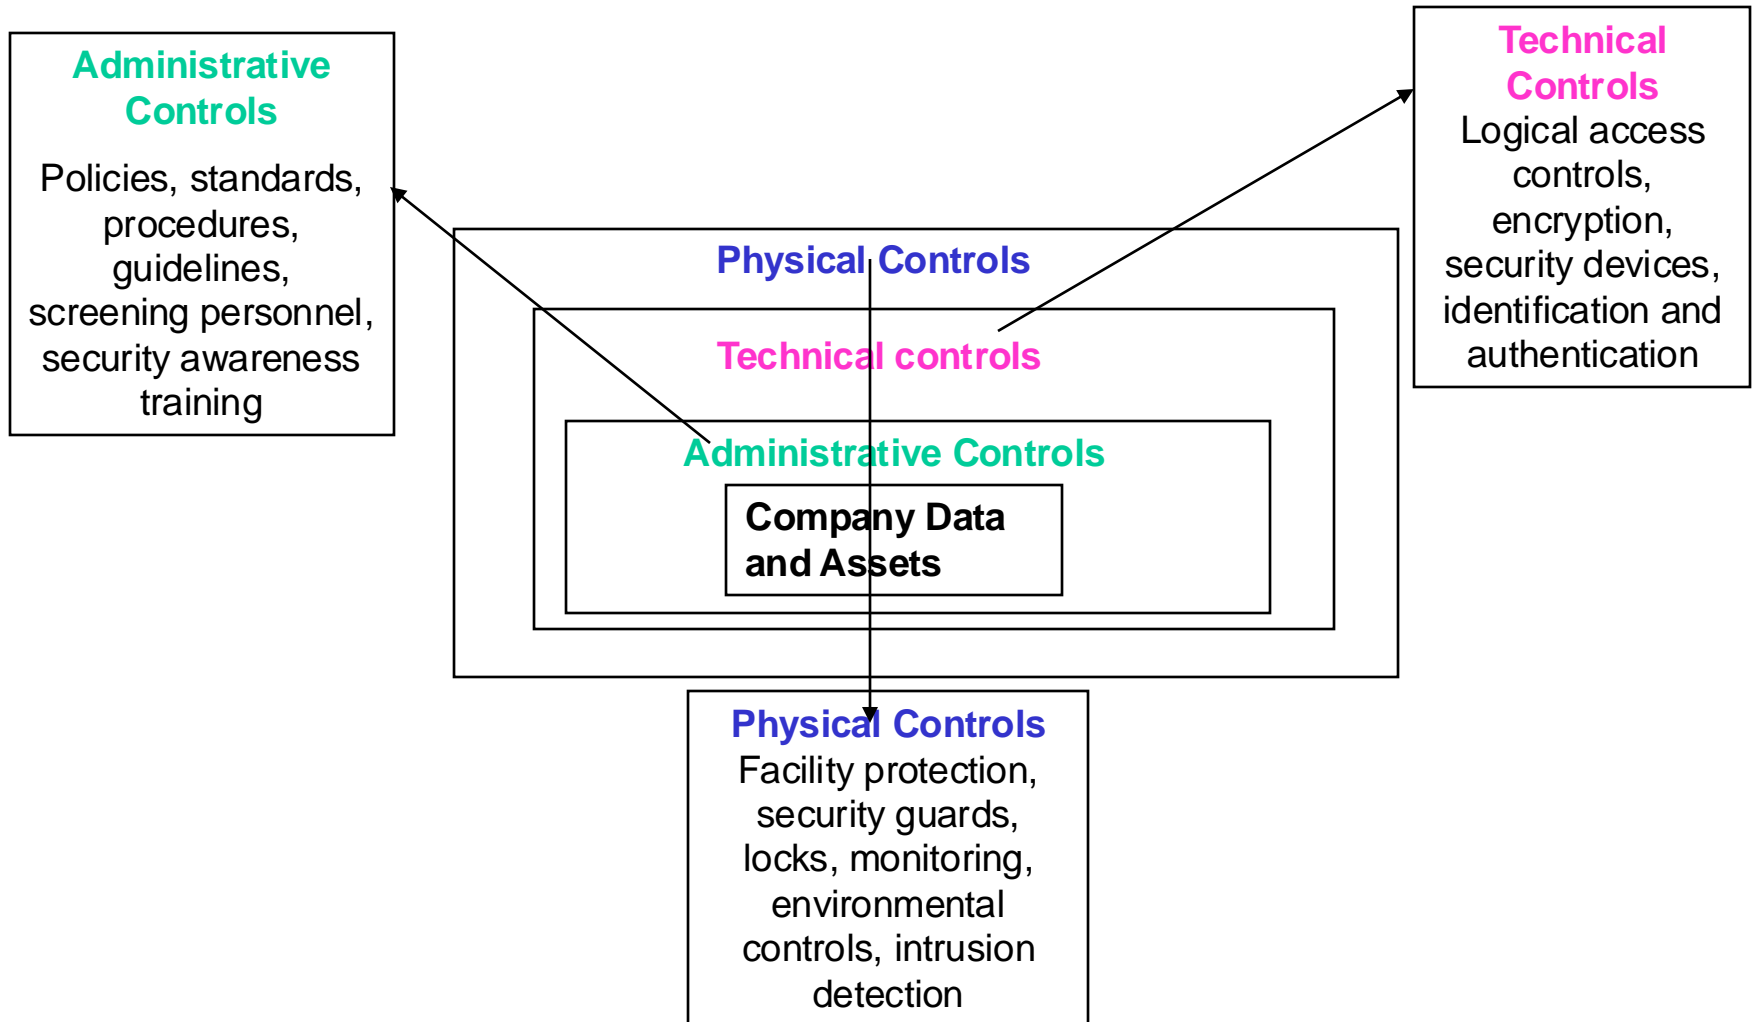 Administrative
Controls
Policies, standards,
procedures,
guidelines,
screening personnel,
security awareness
training
Technical
Controls
Logical access
controls,
encryption,
security devices,
identification and
authentication
Physical Controls
Technical controls
Administrative Controls
Company Data
and Assets
Physical Controls
Facility protection,
security guards,
locks, monitoring,
environmental
controls, intrusion
detection